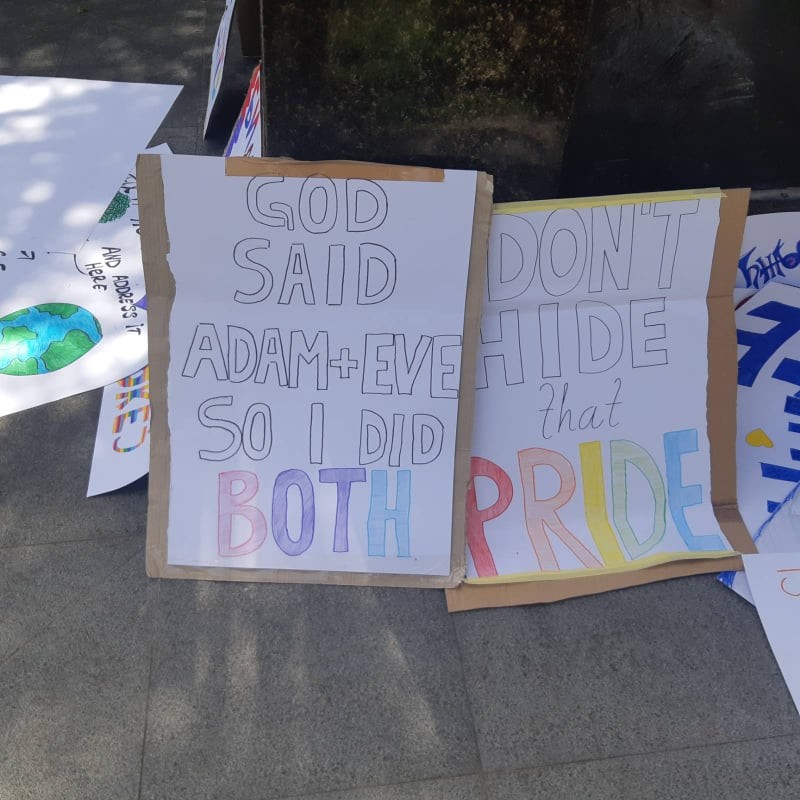 GOD
SAID
ADAM+EVE
SO I DID
BOTH
DON'T
HIDE
that
PRIDE
AND ADDRESS IT
HERE